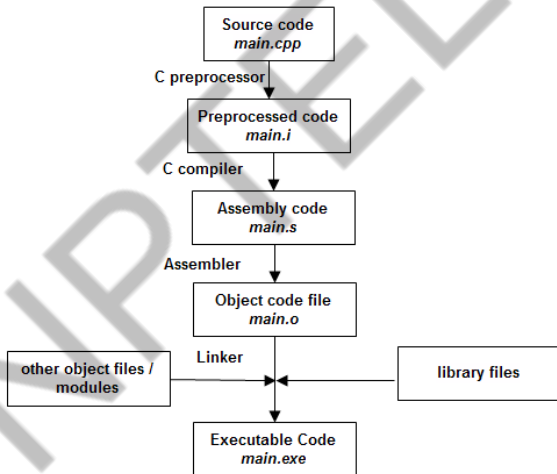 Source code
main.cpp
C preprocessor
Preprocessed code
main.i
C compiler
Assembly code
main.s
Assembler
Object code file
main.o
Linker
other object files /
modules
library files
Executable Code
main.exe
NPTEL